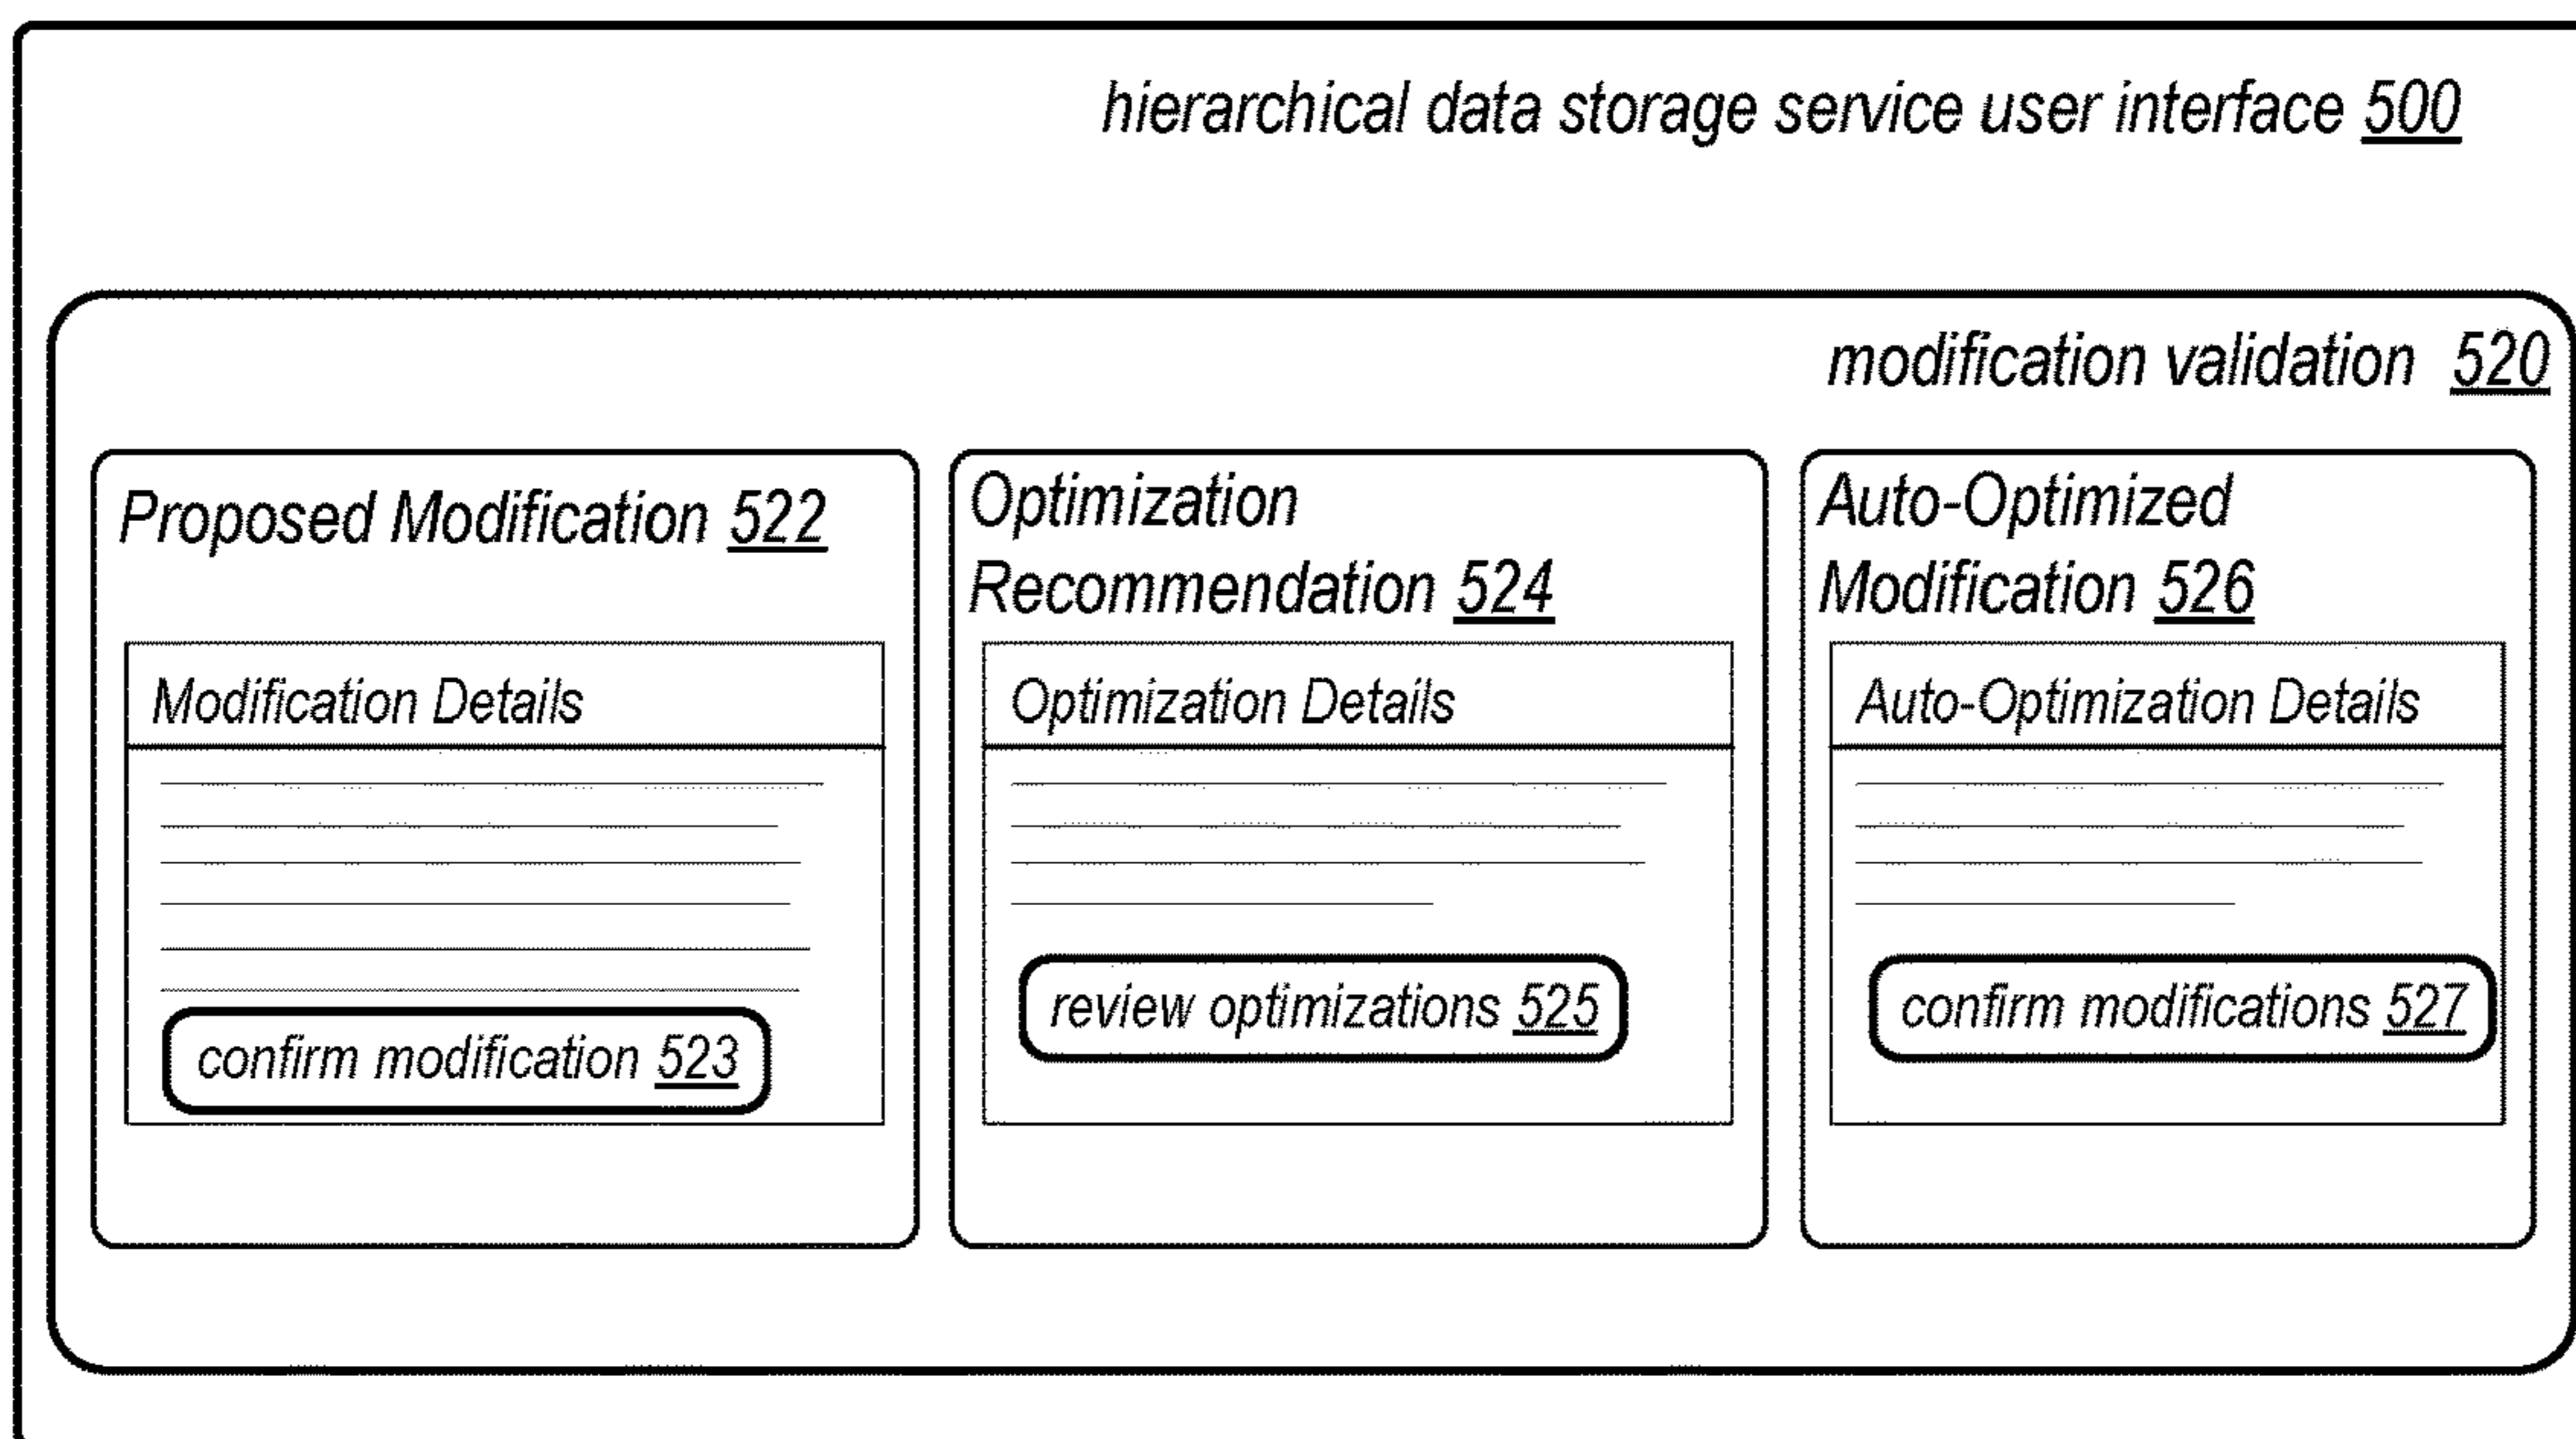 hierarchical data storage service user interface 500
modification validation 520
Proposed Modification 522
Modification Details
confirm modification 523
Optimization
Recommendation 524
Optimization Details
review optimizations 525
Auto-Optimized
Modification 526
Auto-Optimization Details
confirm modifications 527